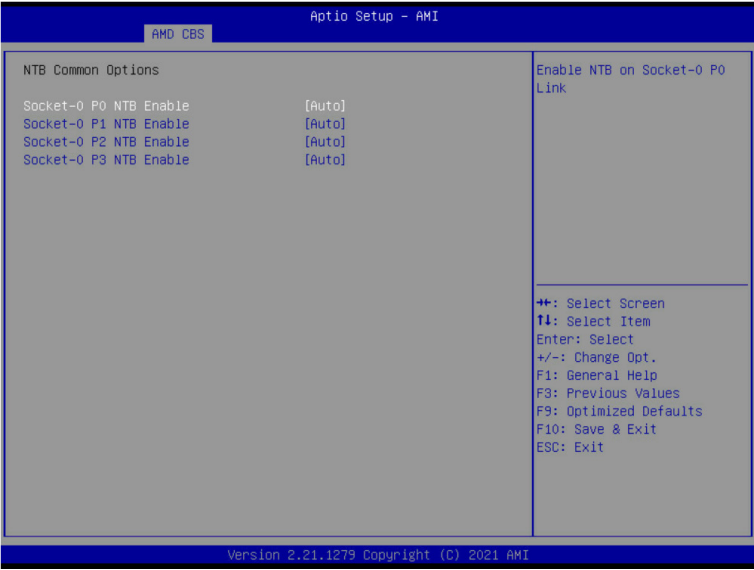 Aptio Setup - AMI
AMD CBS
NTB Common Options
Socket-0 P0 NTB Enable [Auto]
Socket-0 P1 NTB Enable [Auto]
Socket-0 P2 NTB Enable [Auto]
Socket-0 P3 NTB Enable [Auto]
Enable NTB on Socket-0 P0
Link
→←: Select Screen
↑↓: Select Item
Enter: Select
+/-: Change Opt.
F1: General Help
F3: Previous Values
F9: Optimized Defaults
F10: Save & Exit
ESC: Exit
Version 2.21.1279 Copyright (C) 2021 AMI